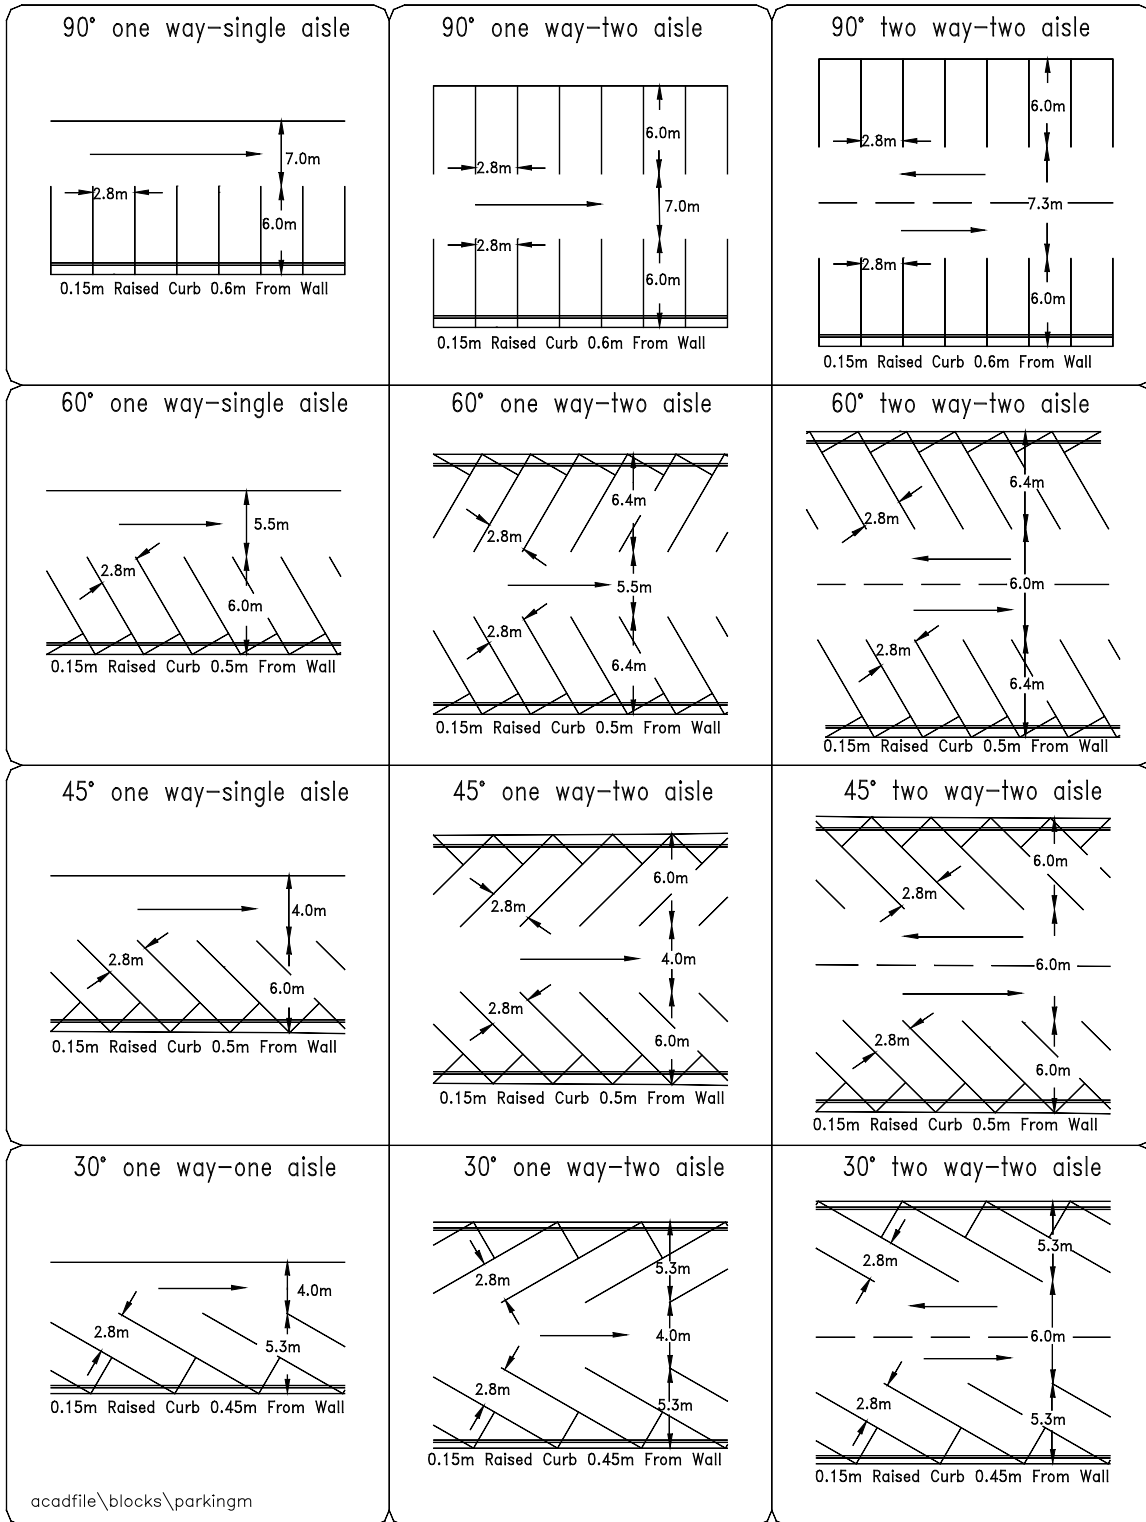 90° one way-single aisle
7.0m
2.8m
6.0m
0.15m Raised Curb 0.6m From Wall
90° one way-two aisle
6.0m
2.8m
7.0m
2.8m
6.0m
0.15m Raised Curb 0.6m From Wall
90° two way-two aisle
6.0m
2.8m
7.3m
2.8m
6.0m
0.15m Raised Curb 0.6m From Wall
60° one way-single aisle
5.5m
2.8m
6.0m
0.15m Raised Curb 0.5m From Wall
60° one way-two aisle
6.4m
2.8m
5.5m
2.8m
6.4m
0.15m Raised Curb 0.5m From Wall
60° two way-two aisle
6.4m
2.8m
6.0m
2.8m
6.4m
0.15m Raised Curb 0.5m From Wall
45° one way-single aisle
4.0m
2.8m
6.0m
0.15m Raised Curb 0.5m From Wall
45° one way-two aisle
6.0m
2.8m
4.0m
2.8m
6.0m
0.15m Raised Curb 0.5m From Wall
45° two way-two aisle
6.0m
2.8m
6.0m
2.8m
6.0m
0.15m Raised Curb 0.5m From Wall
30° one way-one aisle
4.0m
2.8m
5.3m
0.15m Raised Curb 0.45m From Wall
30° one way-two aisle
5.3m
2.8m
4.0m
2.8m
5.3m
0.15m Raised Curb 0.45m From Wall
30° two way-two aisle
5.3m
2.8m
6.0m
2.8m
5.3m
0.15m Raised Curb 0.45m From Wall
acadfile\blocks\parkingm